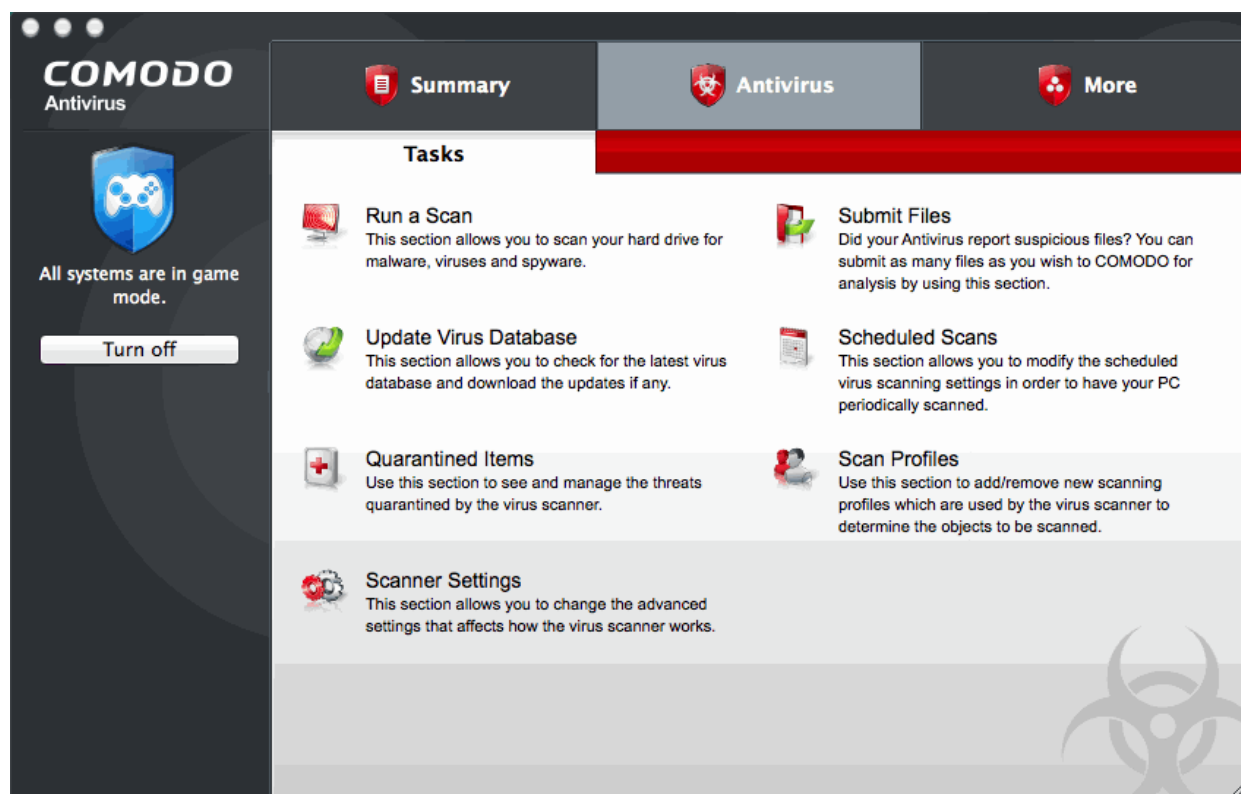 COMODO
Antivirus
Summary
Antivirus
More
All systems are in game
mode.
Turn off
Tasks
Run a Scan
This section allows you to scan your hard drive for
malware, viruses and spyware.
Submit Files
Did your Antivirus report suspicious files? You can
submit as many files as you wish to COMODO for
analysis by using this section.
Update Virus Database
This section allows you to check for the latest virus
database and download the updates if any.
Scheduled Scans
This section allows you to modify the scheduled
virus scanning settings in order to have your PC
periodically scanned.
Quarantined Items
Use this section to see and manage the threats
quarantined by the virus scanner.
Scan Profiles
Use this section to add/remove new scanning
profiles which are used by the virus scanner to
determine the objects to be scanned.
Scanner Settings
This section allows you to change the advanced
settings that affects how the virus scanner works.